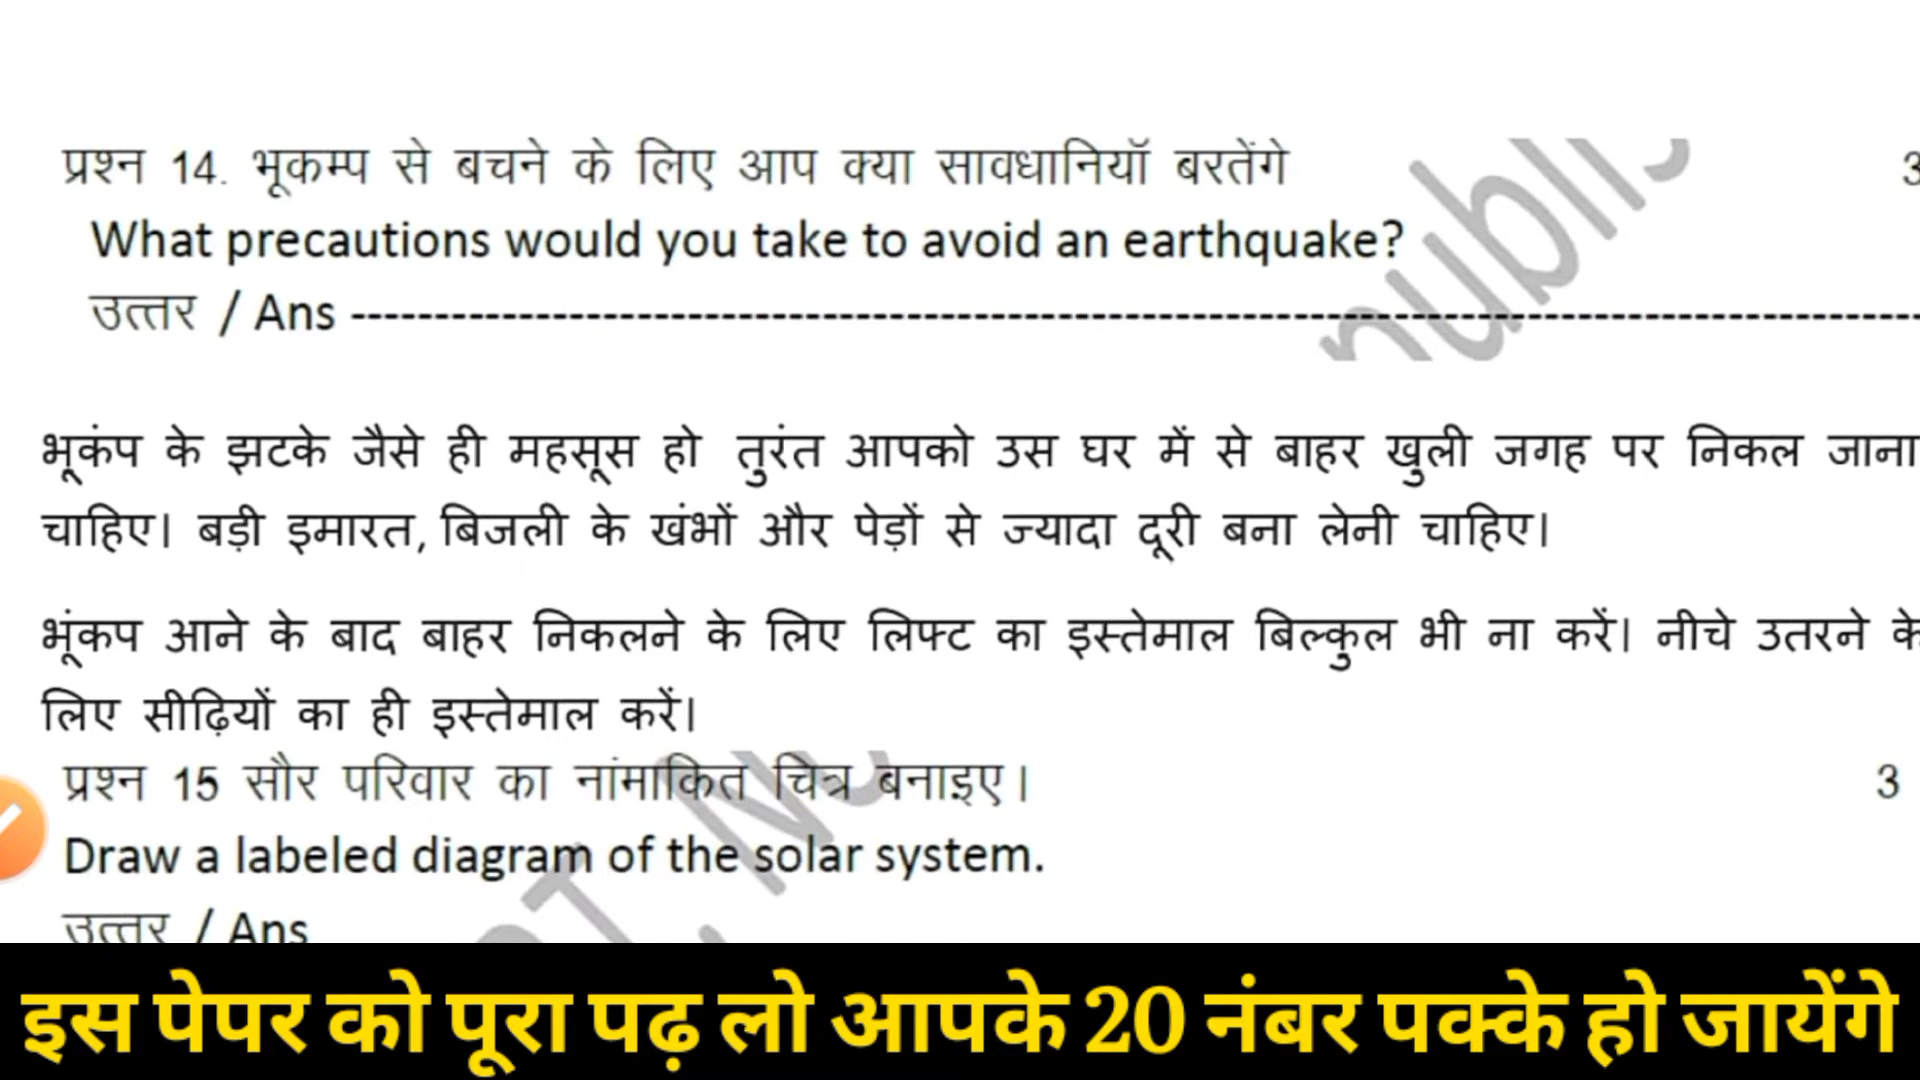 प्रश्न 14. भूकम्प से बचने के लिए आप क्या सावधानियॉ बरतेंगे 3
What precautions would you take to avoid an earthquake?
उत्तर / Ans ----------------------------------------------------------------------------------------------
भूकंप के झटके जैसे ही महसूस हो तुरंत आपको उस घर में से बाहर खुली जगह पर निकल जाना
चाहिए। बड़ी इमारत, बिजली के खंभों और पेड़ों से ज्यादा दूरी बना लेनी चाहिए।
भूंकप आने के बाद बाहर निकलने के लिए लिफ्ट का इस्तेमाल बिल्कुल भी ना करें। नीचे उतरने के
लिए सीढ़ियों का ही इस्तेमाल करें।
प्रश्न 15 सौर परिवार का नांमाकित चित्र बनाइए। 3
Draw a labeled diagram of the solar system.
उत्तर / Ans
इस पेपर को पूरा पढ़ लो आपके 20 नंबर पक्के हो जायेंगे